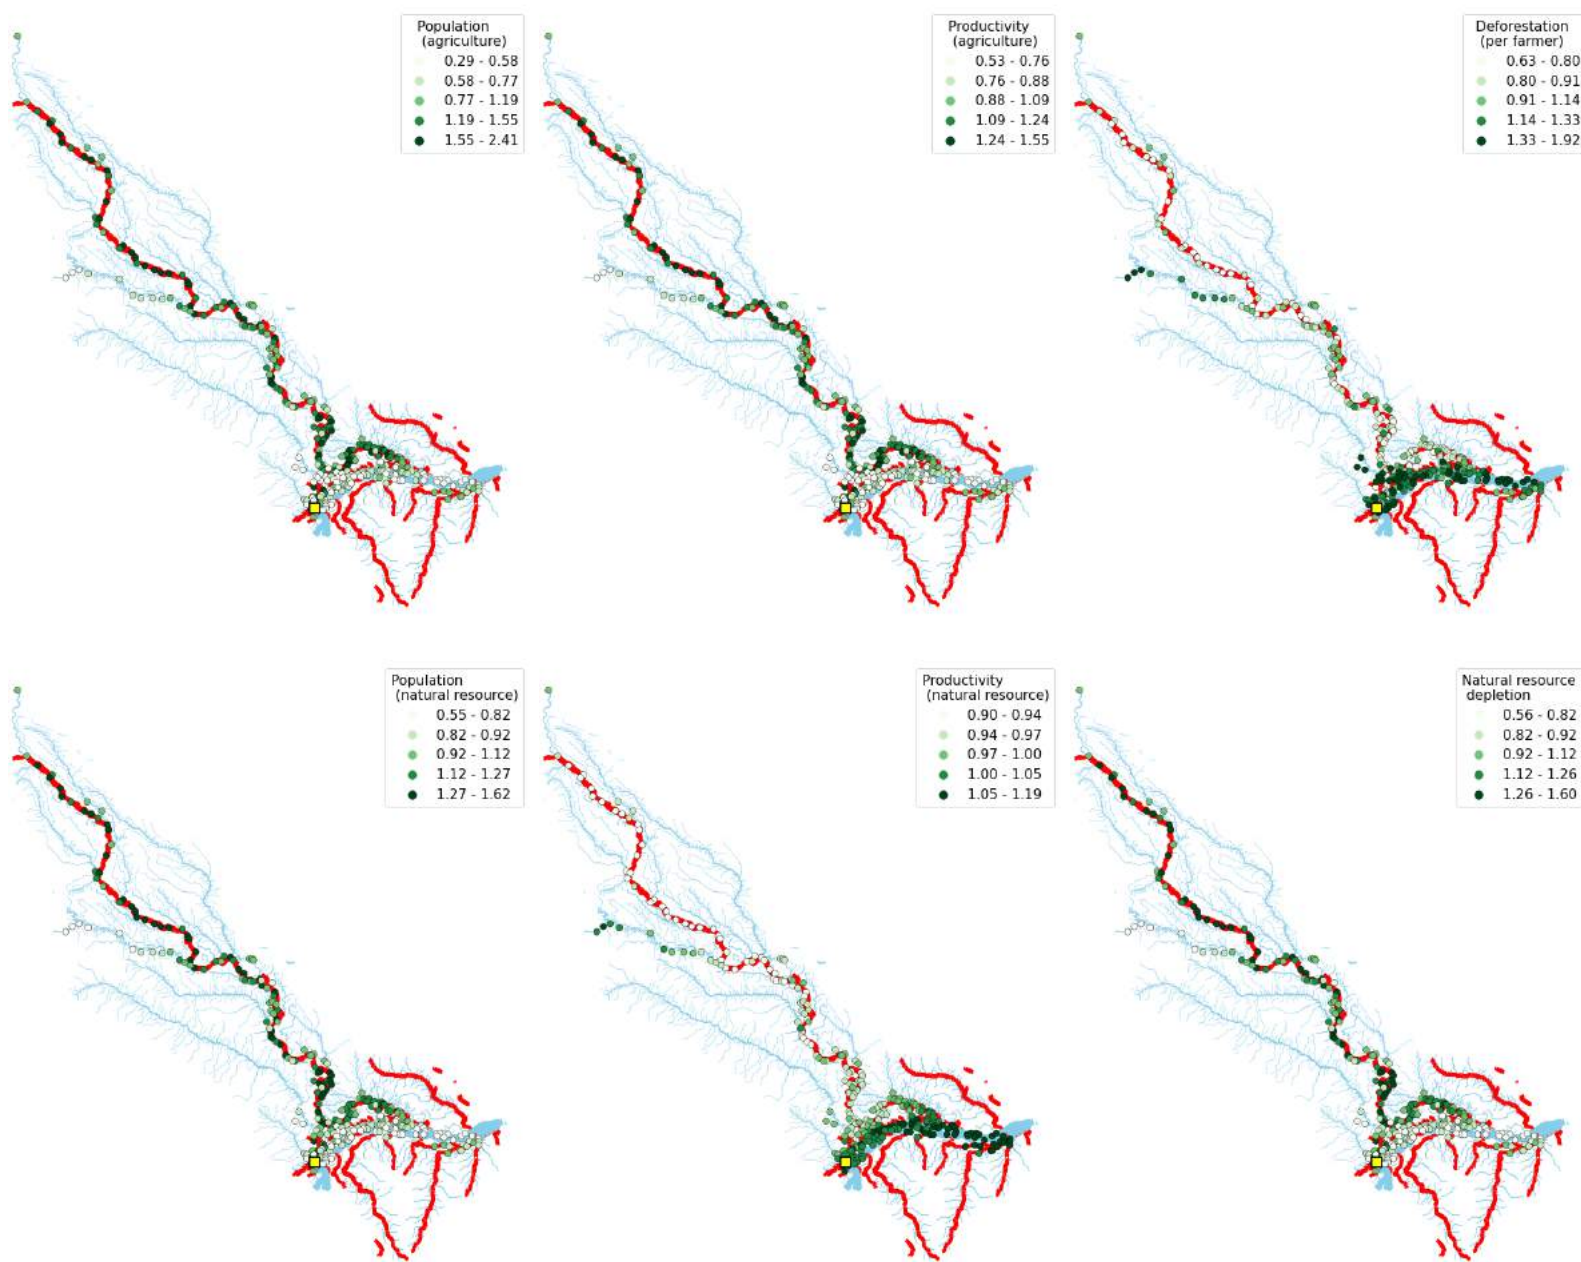 Population
(agriculture)
0.29 - 0.58
0.58 - 0.77
0.77 - 1.19
1.19 - 1.55
1.55 - 2.41
Productivity
(agriculture)
0.53 - 0.76
0.76 - 0.88
0.88 - 1.09
1.09 - 1.24
1.24 - 1.55
Deforestation
(per farmer)
0.63 - 0.80
0.80 - 0.91
0.91 - 1.14
1.14 - 1.33
1.33 - 1.92
Population
(natural resource)
0.55 - 0.82
0.82 - 0.92
0.92 - 1.12
1.12 - 1.27
1.27 - 1.62
Productivity
(natural resource)
0.90 - 0.94
0.94 - 0.97
0.97 - 1.00
1.00 - 1.05
1.05 - 1.19
Natural resource
depletion
0.56 - 0.82
0.82 - 0.92
0.92 - 1.12
1.12 - 1.26
1.26 - 1.60